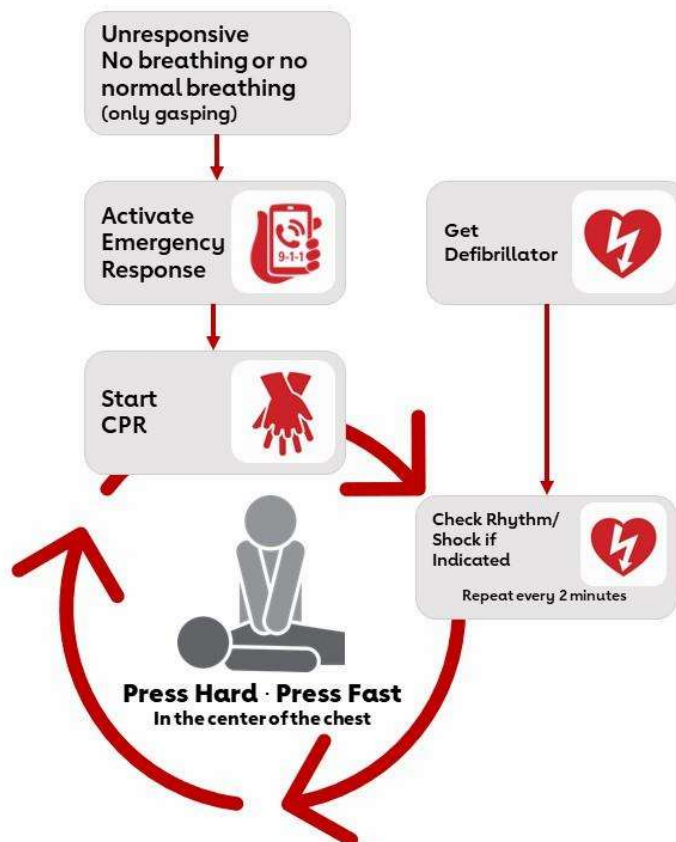 Unresponsive
No breathing or no
normal breathing
(only gasping)
Activate
Emergency
Response
9-1-1
Get
Defibrillator
Start
CPR
Check Rhythm/
Shock if
Indicated
Repeat every 2 minutes
Press Hard · Press Fast
In the center of the chest